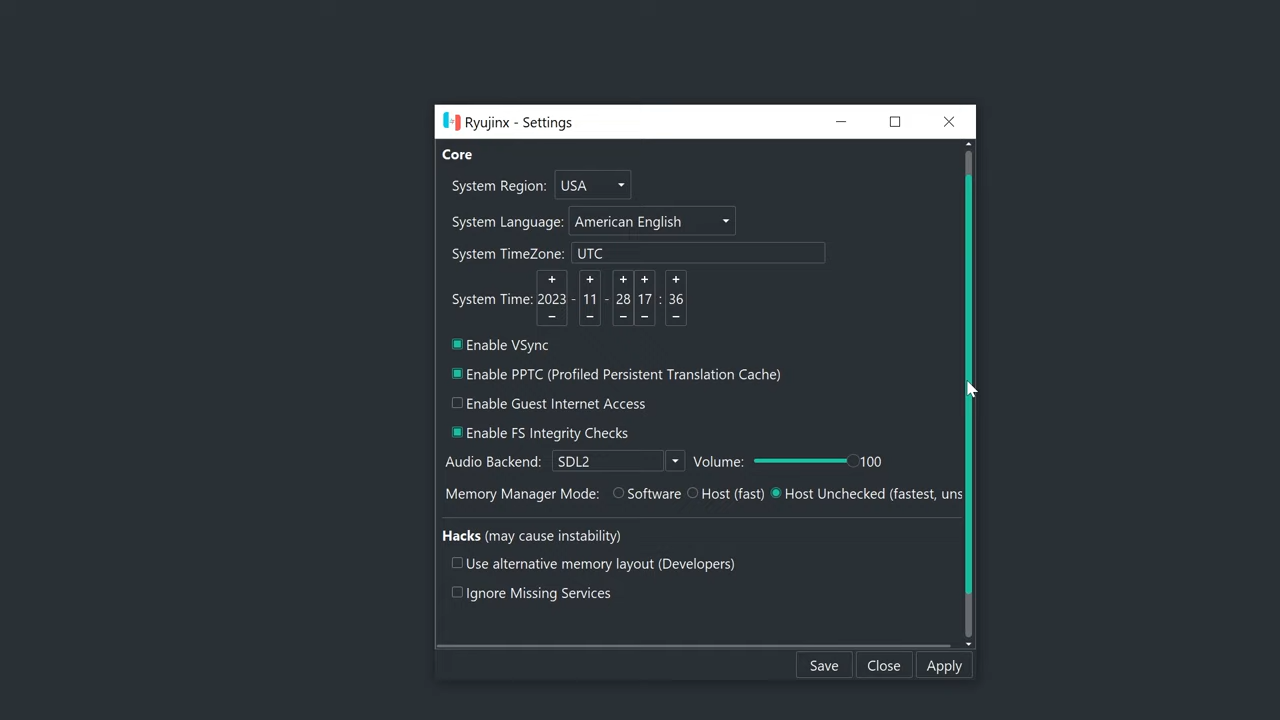 Ryujinx - Settings
Core
System Region: USA
System Language: American English
System TimeZone: UTC
+ + + + +
System Time: 2023 - 11 - 28 17 : 36
− − − − −
Enable VSync
Enable PPTC (Profiled Persistent Translation Cache)
Enable Guest Internet Access
Enable FS Integrity Checks
Audio Backend: SDL2 Volume: 100
Memory Manager Mode: Software Host (fast) Host Unchecked (fastest, uns
Hacks (may cause instability)
Use alternative memory layout (Developers)
Ignore Missing Services
Save Close Apply